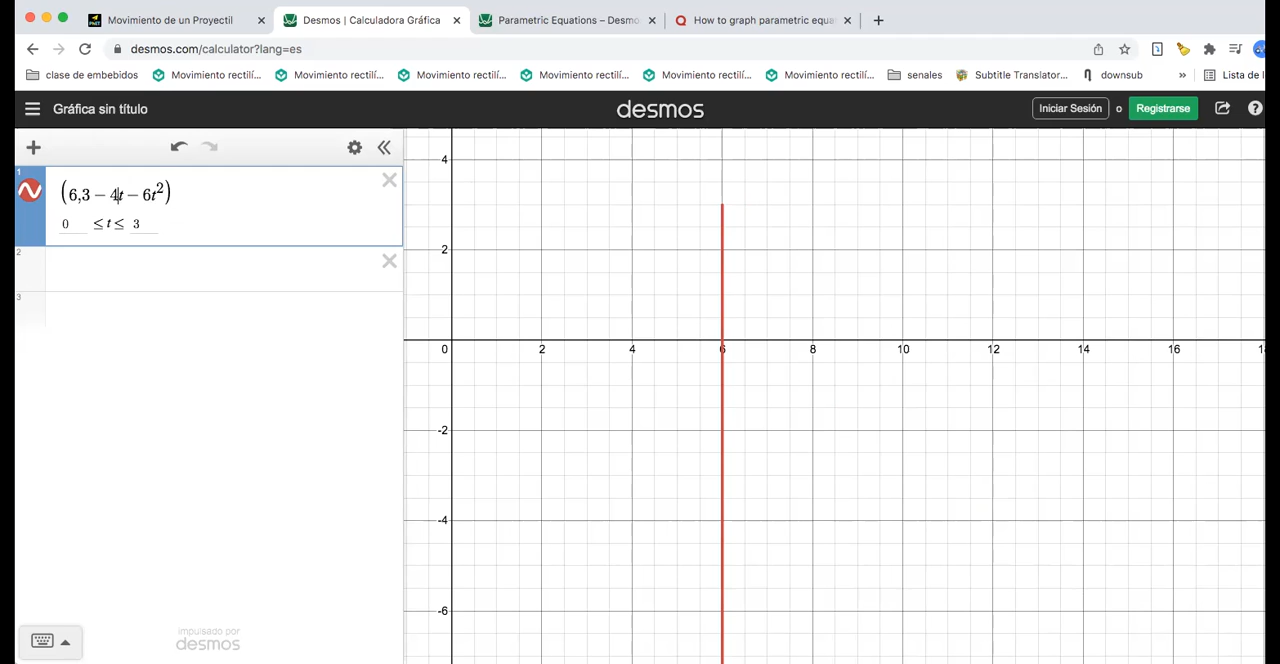 Movimiento de un Proyectil
Desmos | Calculadora Gráfica
Parametric Equations – Desmo
How to graph parametric equa
desmos.com/calculator?lang=es
clase de embebidos
Movimiento rectilí...
Movimiento rectilí...
Movimiento rectilí...
Movimiento rectilí...
Movimiento rectilí...
Movimiento rectilí...
senales
Subtitle Translator...
downsub
»
Lista de l
Gráfica sin título
desmos
Iniciar Sesión
o
Registrarse
1
(6,3 − 4t − 6t²)
0 ≤ t ≤ 3
2
3
4
2
0 2 4 6 8 10 12 14 16
-2
-4
-6
impulsado por
desmos